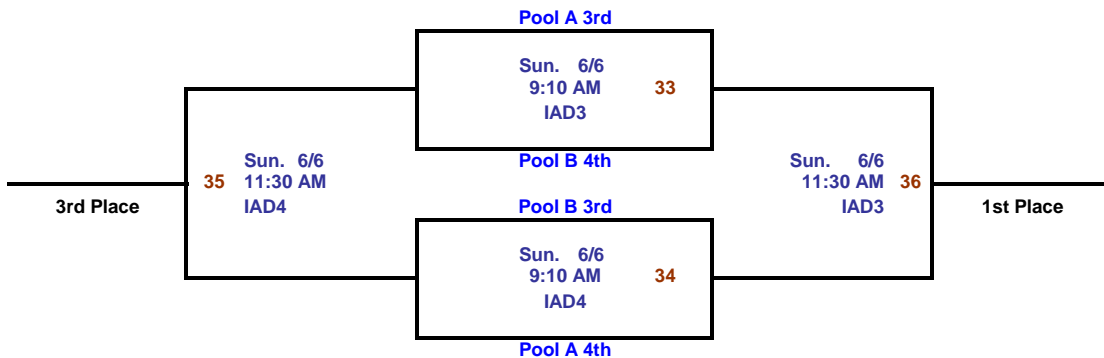 Pool A 3rd
Sun. 6/6
9:10 AM 33
IAD3
Pool B 4th
Sun. 6/6
35 11:30 AM
IAD4
3rd Place
Sun. 6/6
11:30 AM 36
IAD3
1st Place
Pool B 3rd
Sun. 6/6
9:10 AM 34
IAD4
Pool A 4th